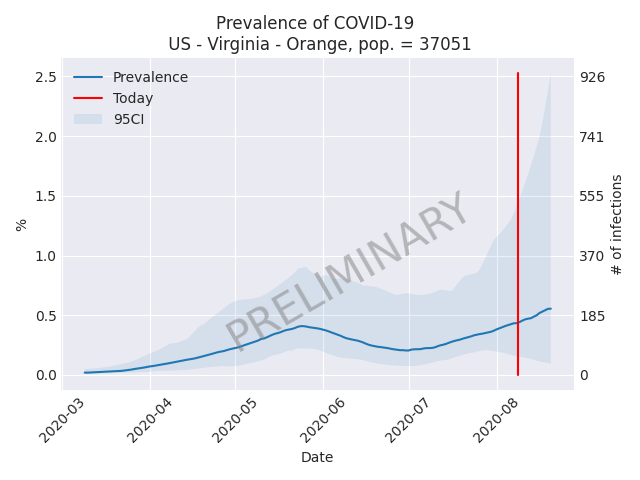 Prevalence of COVID-19
US - Virginia - Orange, pop. = 37051
Prevalence
Today
95CI
2.5
2.0
1.5
1.0
0.5
0.0
%
926
741
555
370
185
0
# of infections
PRELIMINARY
2020-03
2020-04
2020-05
2020-06
2020-07
2020-08
Date